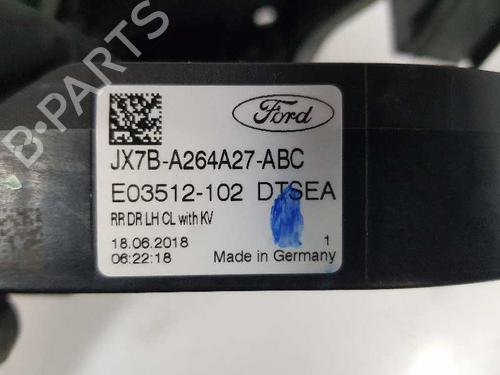 Ford
JX7B-A264A27-ABC
E03512-102 DTSEA
RR DR LH CL with KV
18.06.2018
06:22:18
Made in Germany
1
B-PARTS
B-PARTS